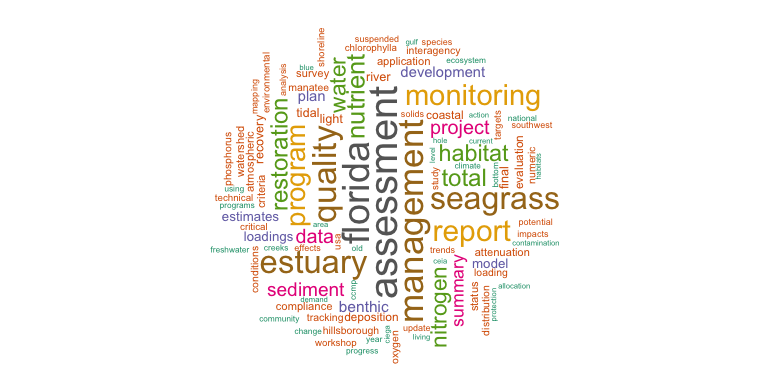 suspended
gulf
species
chlorophylla
interagency
shoreline
application
ecosystem
blue
survey
water
nutrient
river
development
environmental
analysis
manatee
plan
mapping
tidal
light
assessment
monitoring
restoration
program
quality
florida
management
solids
coastal
action
targets
national
southwest
project
hole
current
phosphorus
watershed
atmospheric
recovery
criteria
level
habitat
climate
bottom
final
evaluation
numeric
habitats
using
technical
programs
study
total
seagrass
estimates
critical
area
loadings
data
usa
old
report
potential
impacts
contamination
freshwater
creeks
effects
trends
attenuation
conditions
estuary
ccmp
ceia
nitrogen
summary
model
loading
sediment
demand
benthic
status
distribution
protection
allocation
compliance
community
tracking
deposition
change
hillsborough
workshop
year
progress
ciega
oxygen
update
living